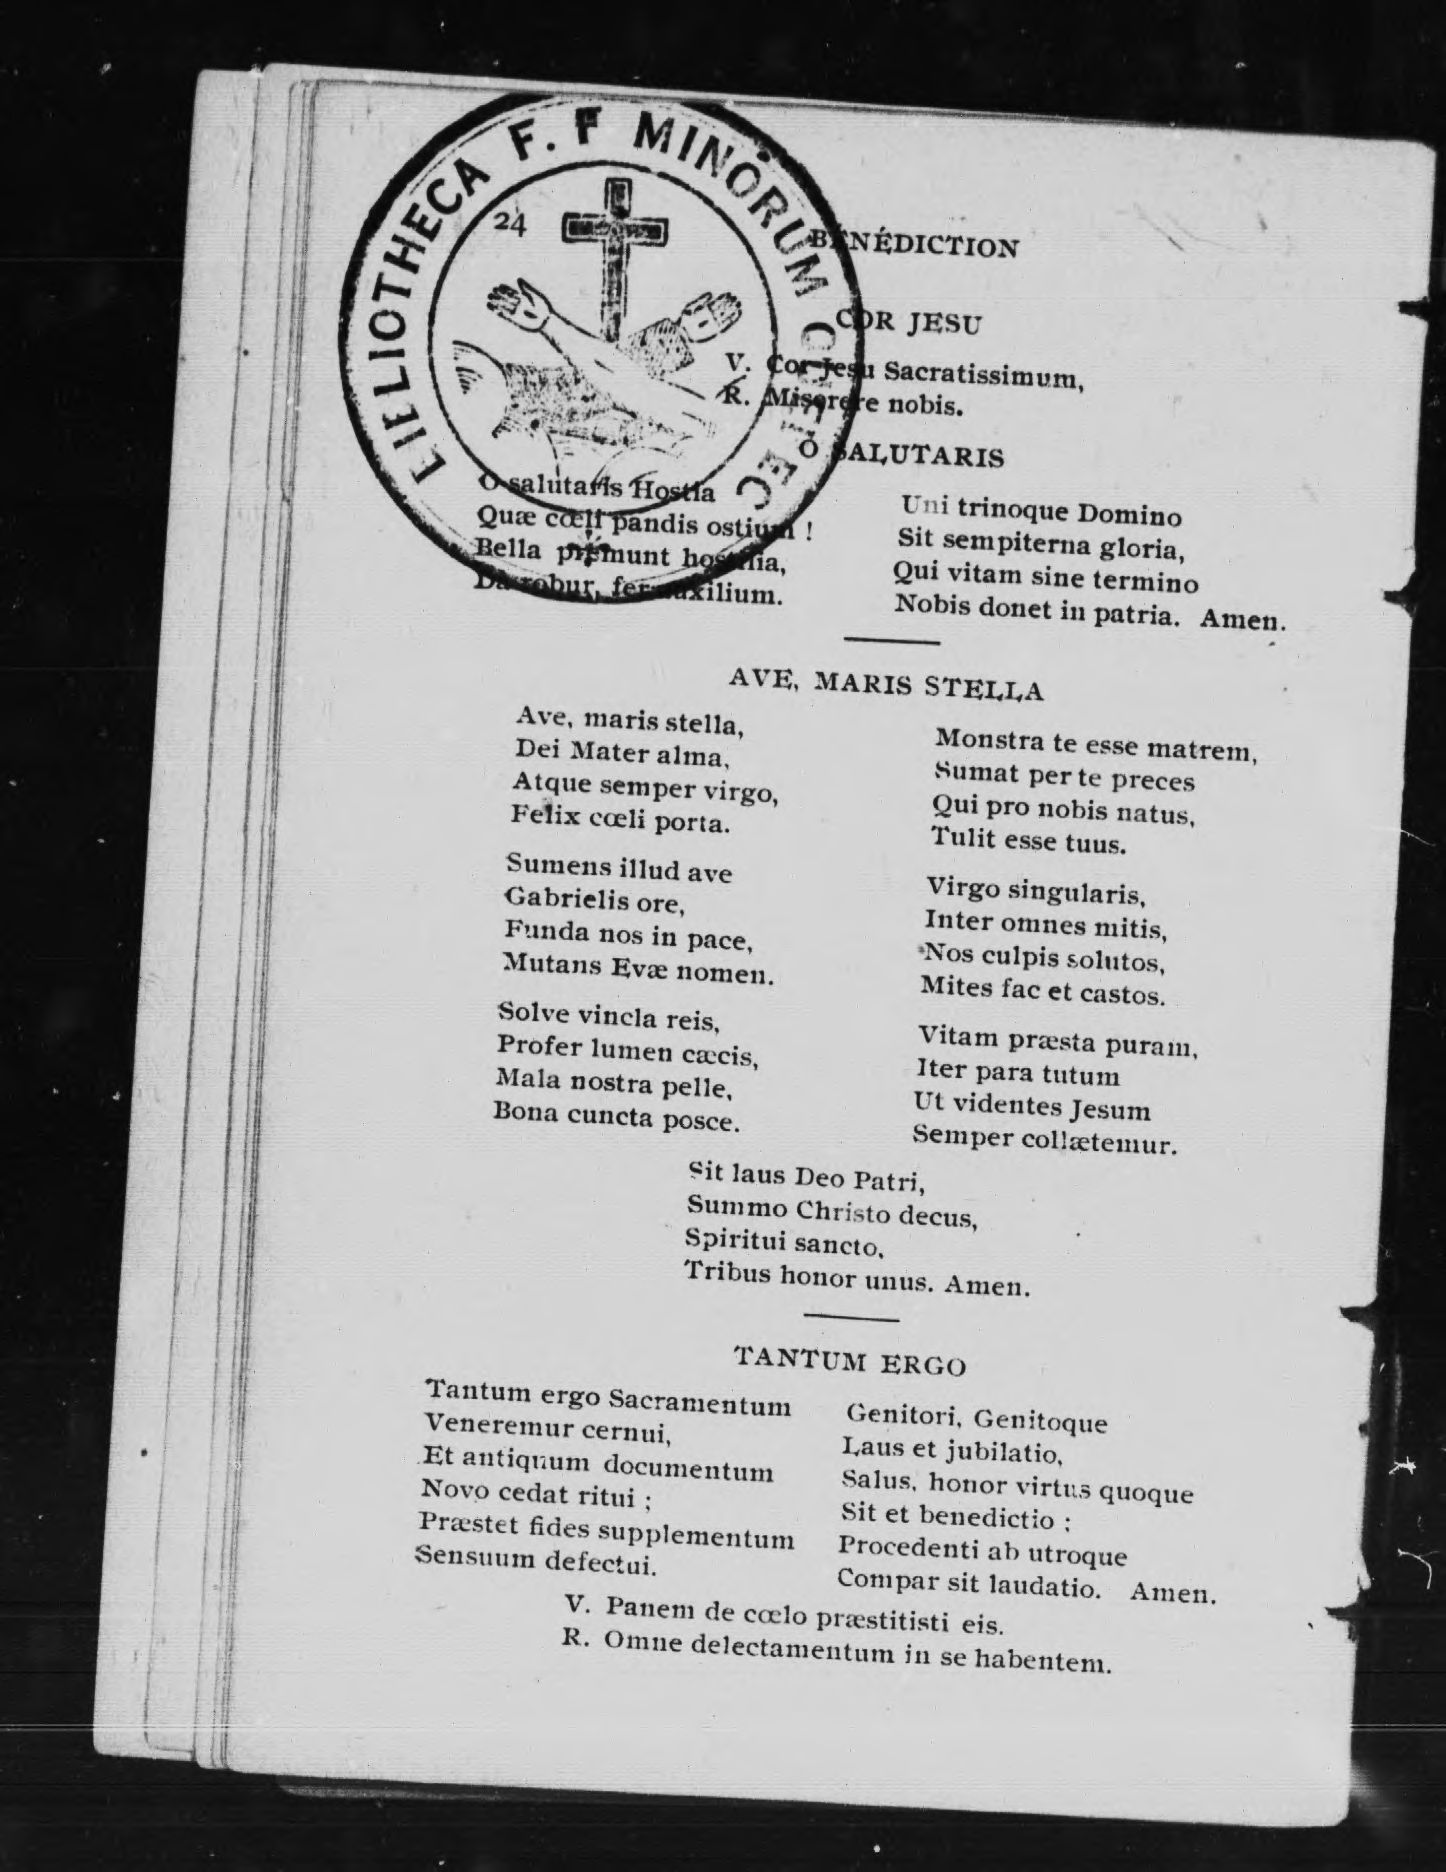 LIBLIOTHECA F. F MINORUM
24
BÉNÉDICTION
COR JESU
V. Cor Jesu Sacratissimum,
R. Miserere nobis.
O SALUTARIS
O salutaris Hostia
Quæ cœli pandis ostium !
Bella premunt hostilia,
Da robur, fer auxilium.
Uni trinoque Domino
Sit sempiterna gloria,
Qui vitam sine termino
Nobis donet in patria. Amen.
AVE, MARIS STELLA
Ave, maris stella,
Dei Mater alma,
Atque semper virgo,
Felix cœli porta.
Sumens illud ave
Gabrielis ore,
Funda nos in pace,
Mutans Evæ nomen.
Solve vincla reis,
Profer lumen cæcis,
Mala nostra pelle,
Bona cuncta posce.
Monstra te esse matrem,
Sumat per te preces
Qui pro nobis natus,
Tulit esse tuus.
Virgo singularis,
Inter omnes mitis,
Nos culpis solutos,
Mites fac et castos.
Vitam præsta puram,
Iter para tutum
Ut videntes Jesum
Semper collætemur.
Sit laus Deo Patri,
Summo Christo decus,
Spiritui sancto,
Tribus honor unus. Amen.
TANTUM ERGO
Tantum ergo Sacramentum
Veneremur cernui,
Et antiquum documentum
Novo cedat ritui ;
Præstet fides supplementum
Sensuum defectui.
Genitori, Genitoque
Laus et jubilatio,
Salus, honor virtus quoque
Sit et benedictio ;
Procedenti ab utroque
Compar sit laudatio. Amen.
V. Panem de cœlo præstitisti eis.
R. Omne delectamentum in se habentem.